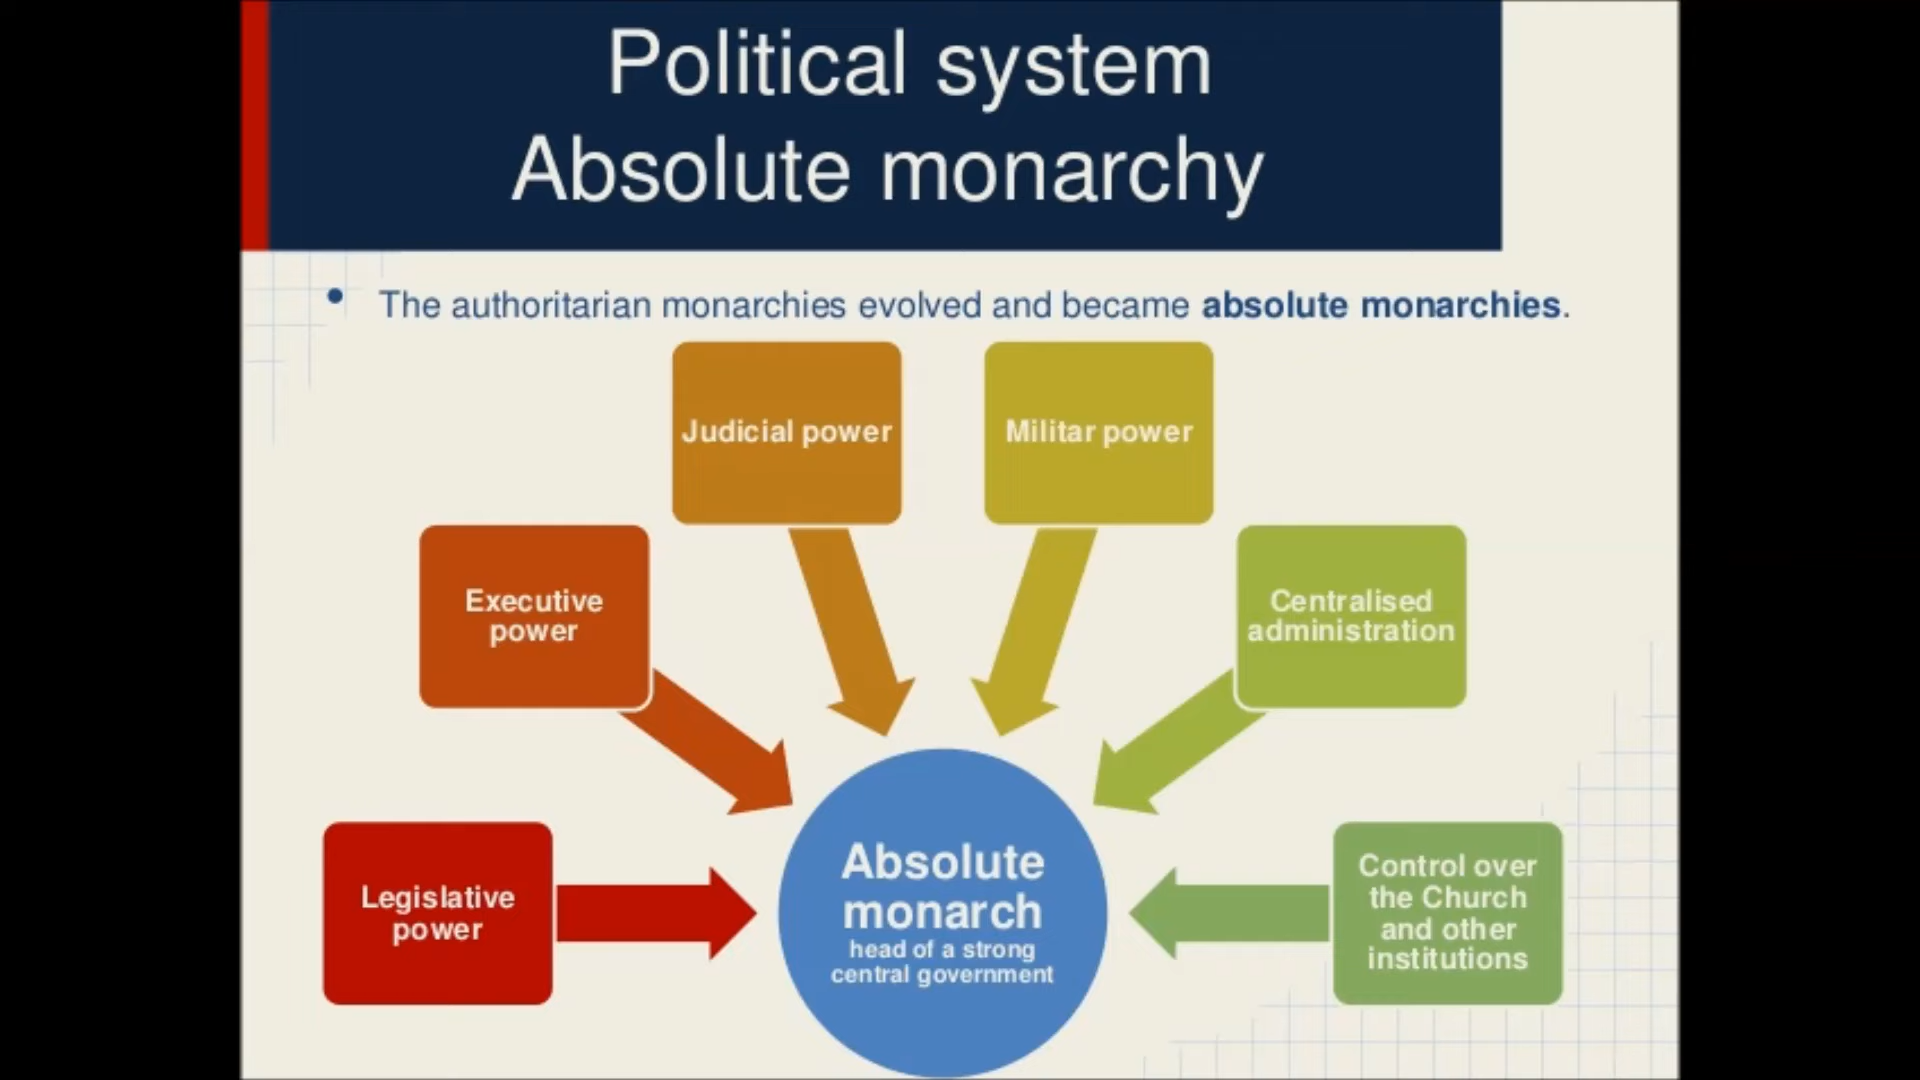 Political system
Absolute monarchy
• The authoritarian monarchies evolved and became absolute monarchies.
Judicial power
Militar power
Executive
power
Centralised
administration
Legislative
power
Absolute
monarch
head of a strong
central government
Control over
the Church
and other
institutions